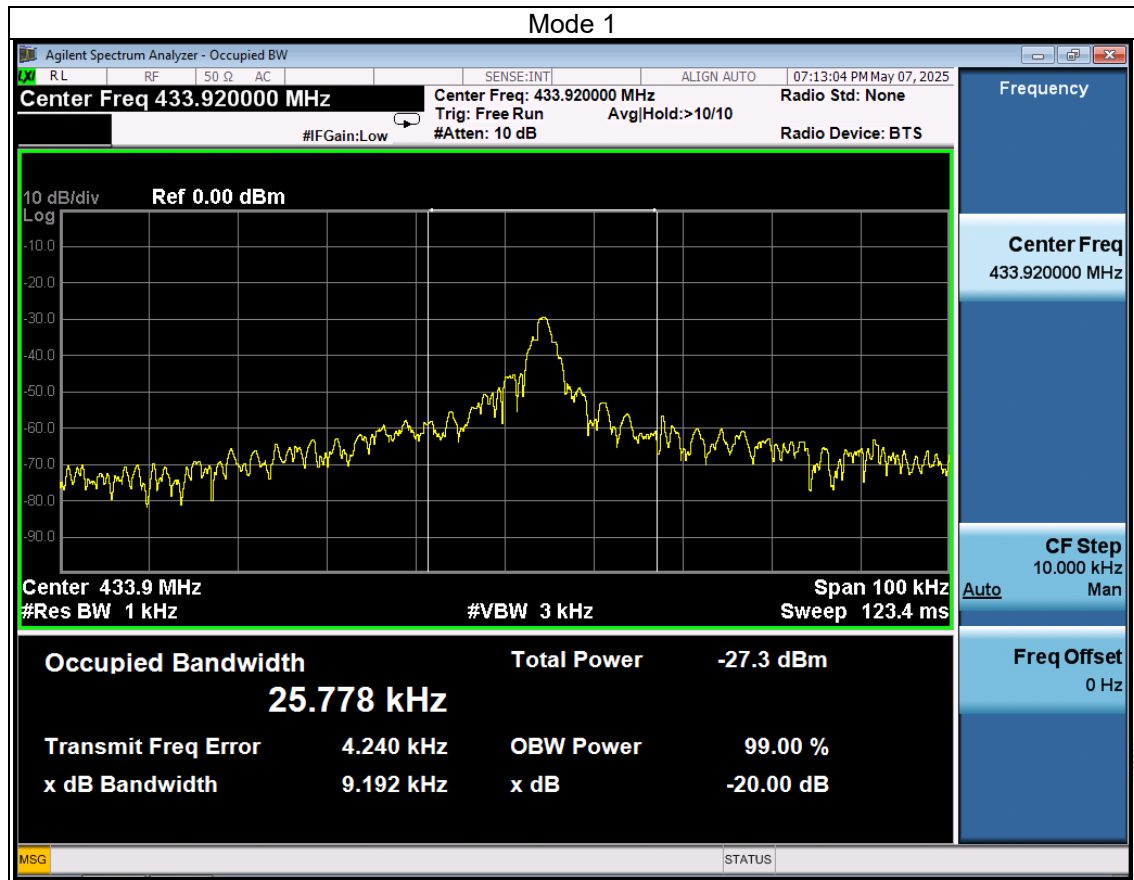 Mode 1
Agilent Spectrum Analyzer - Occupied BW
LXI RL RF 50 Ω AC SENSE:INT ALIGN AUTO 07:13:04 PM May 07, 2025
Center Freq 433.920000 MHz
Center Freq: 433.920000 MHz
Radio Std: None
Trig: Free Run Avg|Hold:>10/10
#IFGain:Low
#Atten: 10 dB
Radio Device: BTS
10 dB/div Ref 0.00 dBm
Log
-10.0
-20.0
-30.0
-40.0
-50.0
-60.0
-70.0
-80.0
-90.0
Center 433.9 MHz Span 100 kHz
#Res BW 1 kHz #VBW 3 kHz Sweep 123.4 ms
Occupied Bandwidth Total Power -27.3 dBm
25.778 kHz
Transmit Freq Error 4.240 kHz OBW Power 99.00 %
x dB Bandwidth 9.192 kHz x dB -20.00 dB
MSG STATUS
Frequency
Center Freq
433.920000 MHz
CF Step
10.000 kHz
Auto Man
Freq Offset
0 Hz